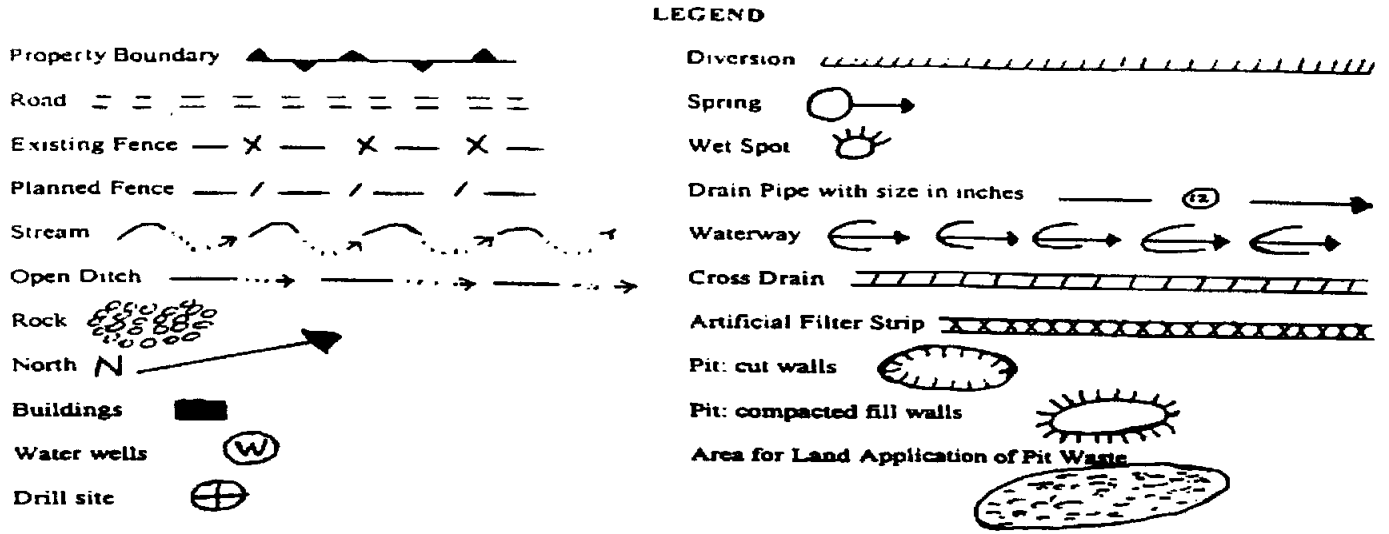 LEGEND
Property Boundary
Road
Existing Fence
Planned Fence
Stream
Open Ditch
Rock
North N
Buildings
Water wells W
Drill site
Diversion
Spring
Wet Spot
Drain Pipe with size in inches 12
Waterway
Cross Drain
Artificial Filter Strip
Pit: cut walls
Pit: compacted fill walls
Area for Land Application of Pit Waste